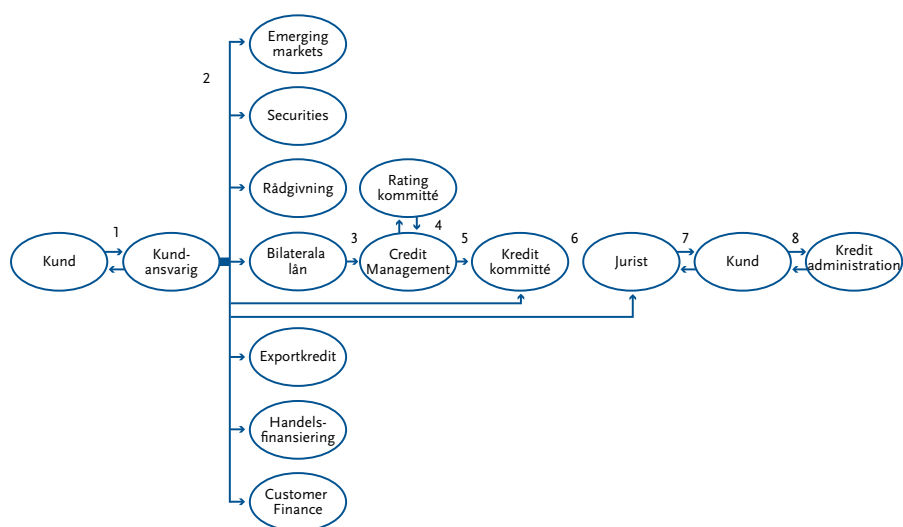 Emerging
markets
2
Securities
Rådgivning
Rating
kommitté
1
3
4
5
6
7
8
Kund
Kund-
ansvarig
Bilaterala
lån
Credit
Management
Kredit
kommitté
Jurist
Kund
Kredit
administration
Exportkredit
Handels-
finansiering
Customer
Finance